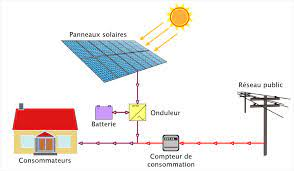 Panneaux solaires
Réseau public
Batterie
Onduleur
Consommateurs
Compteur de
consommation